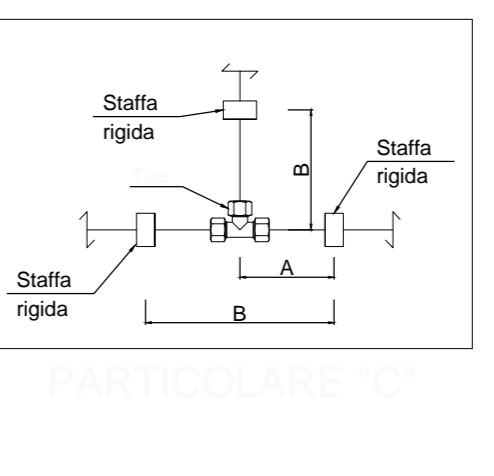 Staffa
rigida
Staffa
rigida
Tee
B
A
Staffa
rigida
B
PARTICOLARE "C"